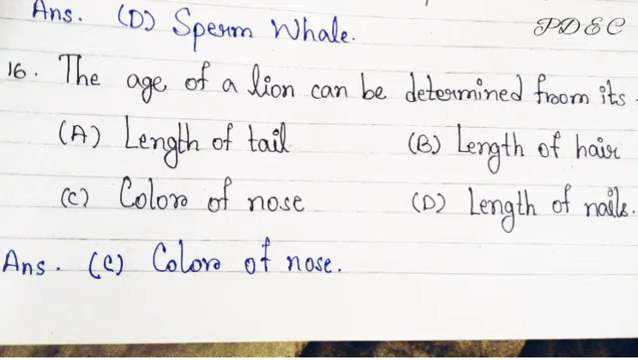 Ans. (D) Sperm Whale.
PDEC
16. The age of a lion can be determined from its
(A) Length of tail (B) Length of hair
(C) Color of nose (D) Length of nails.
Ans. (C) Color of nose.